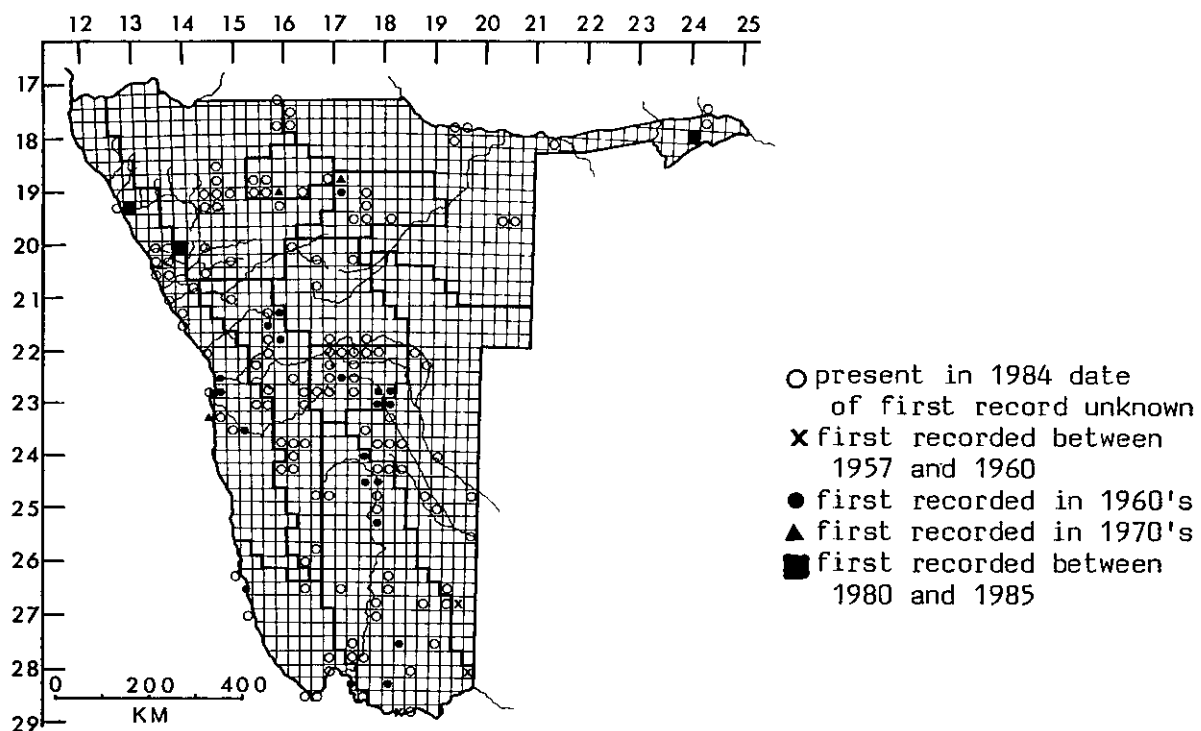 12 13 14 15 16 17 18 19 20 21 22 23 24 25
17
18
19
20
21
22
23
24
25
26
27
28
29
0 200 400
KM
○ present in 1984 date
of first record unknown
x first recorded between
1957 and 1960
● first recorded in 1960's
▲ first recorded in 1970's
■ first recorded between
1980 and 1985